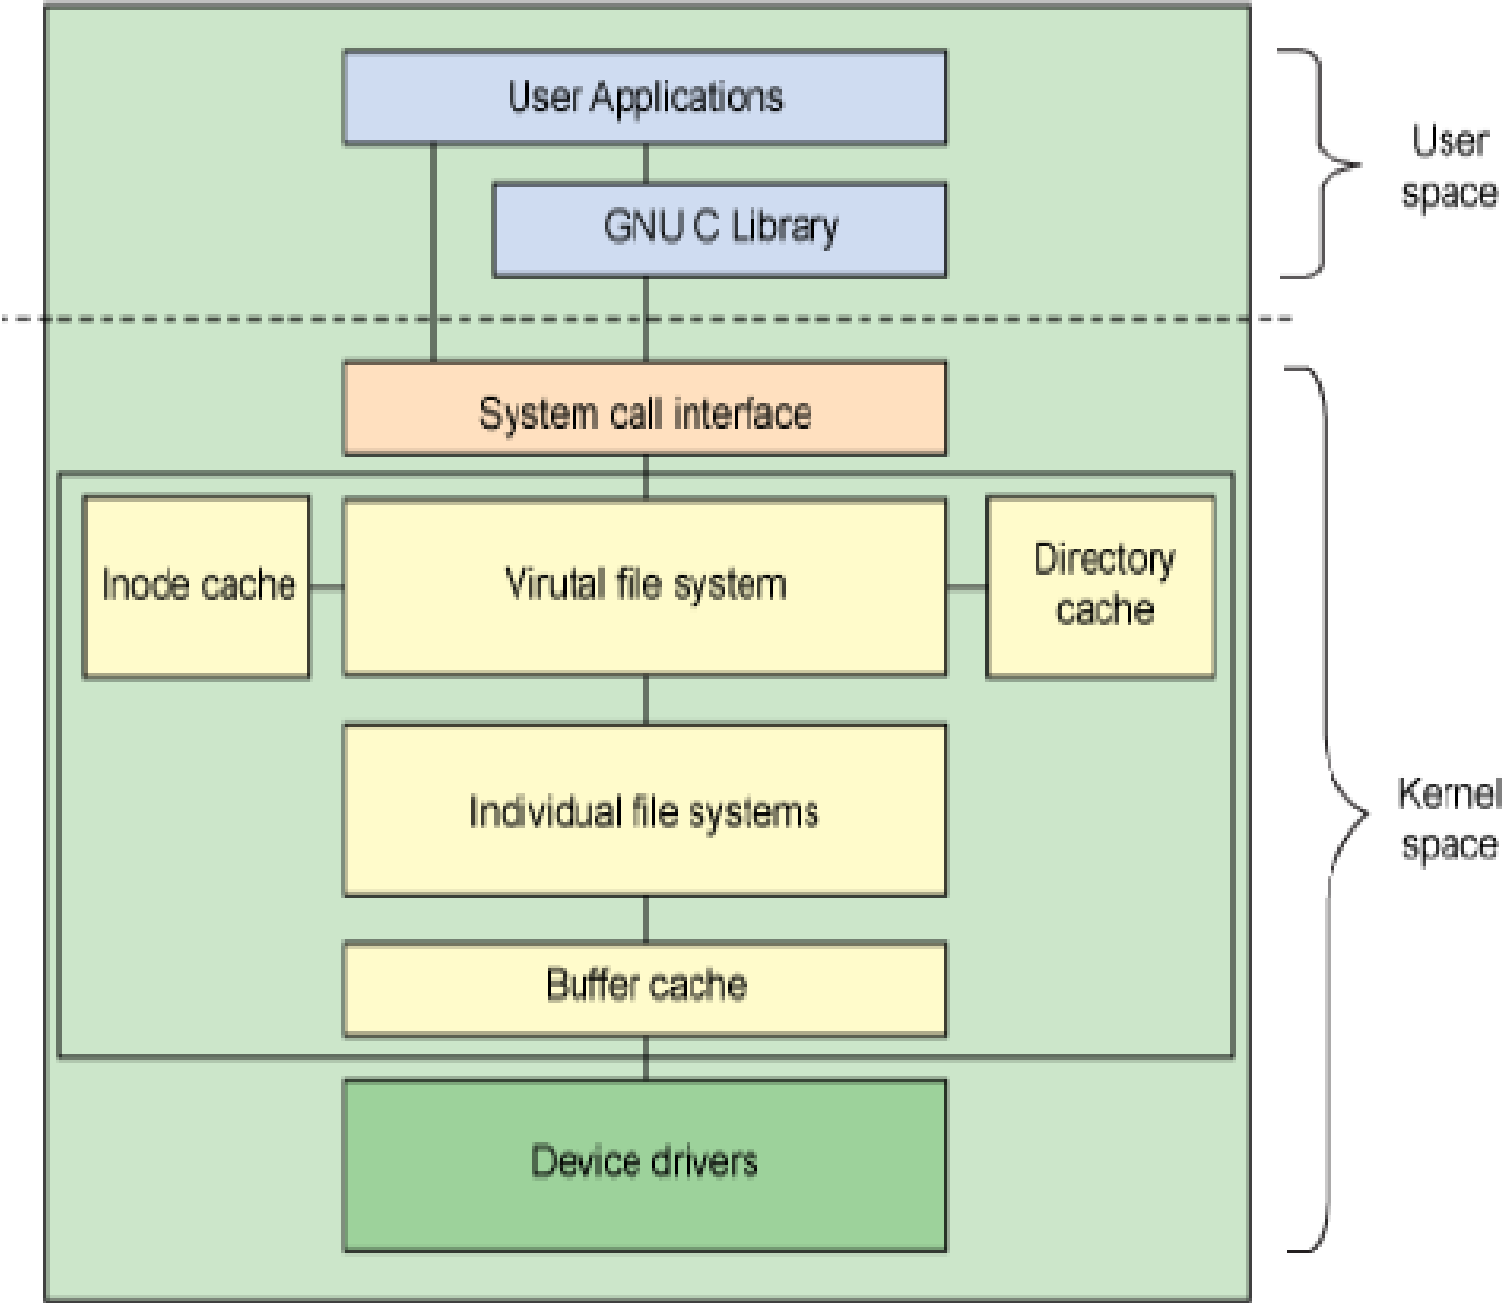 User Applications
User
space
GNU C Library
System call interface
Inode cache
Virutal file system
Directory
cache
Individual file systems
Kernel
space
Buffer cache
Device drivers